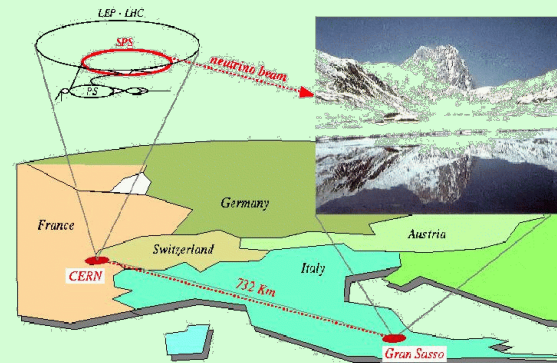 LEP - LHC
SPS
PS
neutrino beam
Germany
France
Austria
Switzerland
Italy
CERN
732 Km
Gran Sasso